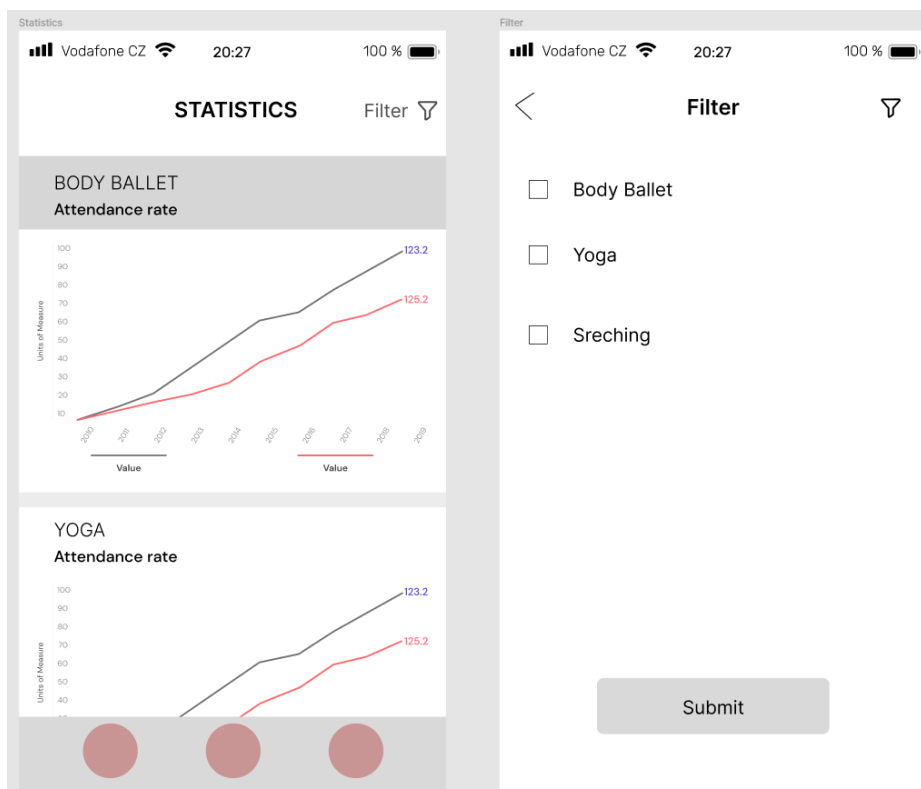 Statistics
Vodafone CZ 20:27 100 %
STATISTICS Filter
BODY BALLET
Attendance rate
Units of Measure
100
90
80
70
60
50
40
30
20
10
123.2
125.2
2010 2011 2012 2013 2014 2015 2016 2017 2018 2019
Value Value
YOGA
Attendance rate
Units of Measure
100
90
80
70
60
50
40
123.2
125.2
Filter
Vodafone CZ 20:27 100 %
Filter
Body Ballet
Yoga
Sreching
Submit